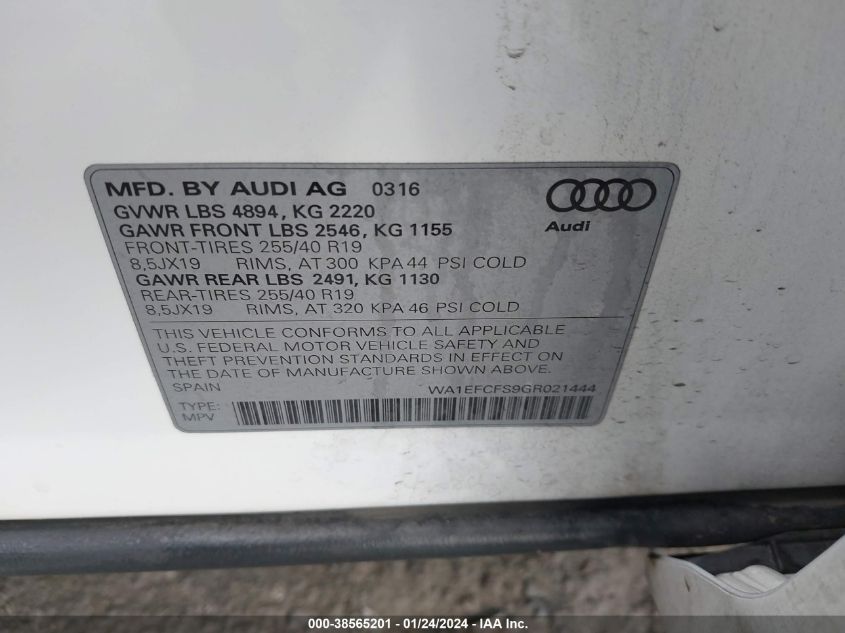 MFD. BY AUDI AG 0316
GVWR LBS 4894, KG 2220
GAWR FRONT LBS 2546, KG 1155
FRONT-TIRES 255/40 R19
8,5JX19 RIMS, AT 300 KPA 44 PSI COLD
GAWR REAR LBS 2491, KG 1130
REAR-TIRES 255/40 R19
8,5JX19 RIMS, AT 320 KPA 46 PSI COLD
Audi
THIS VEHICLE CONFORMS TO ALL APPLICABLE
U.S. FEDERAL MOTOR VEHICLE SAFETY AND
THEFT PREVENTION STANDARDS IN EFFECT ON
THE DATE OF MANUFACTURE SHOWN ABOVE.
SPAIN WA1EFCFS9GR021444
TYPE:
MPV
000-38565201 - 01/24/2024 - IAA Inc.